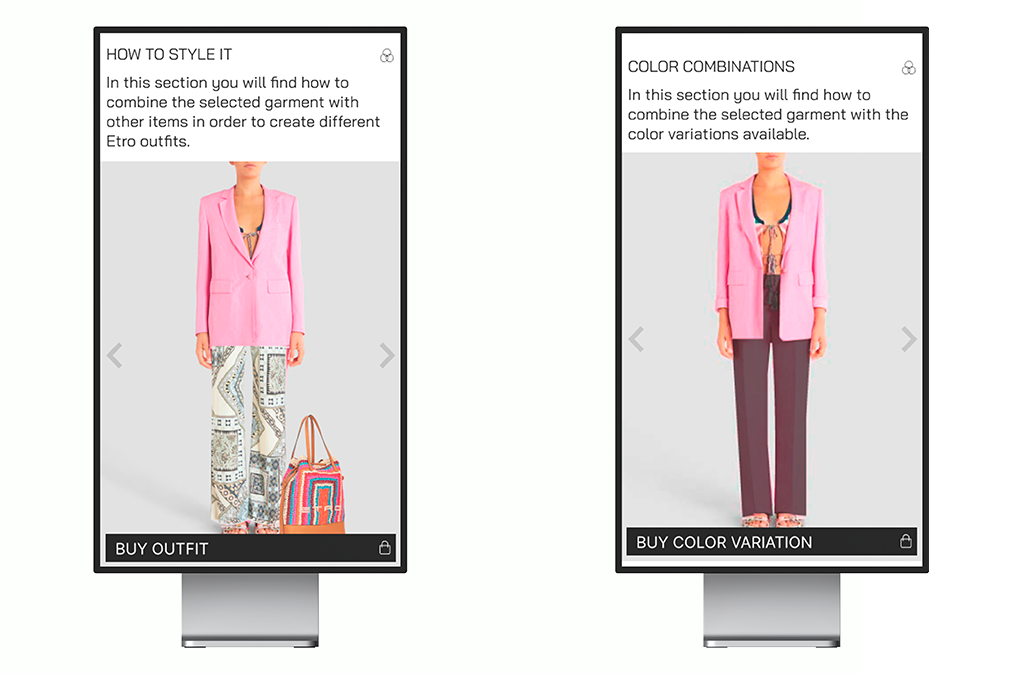 HOW TO STYLE IT
In this section you will find how to
combine the selected garment with
other items in order to create different
Etro outfits.
ETRO
BUY OUTFIT
COLOR COMBINATIONS
In this section you will find how to
combine the selected garment with the
color variations available.
BUY COLOR VARIATION